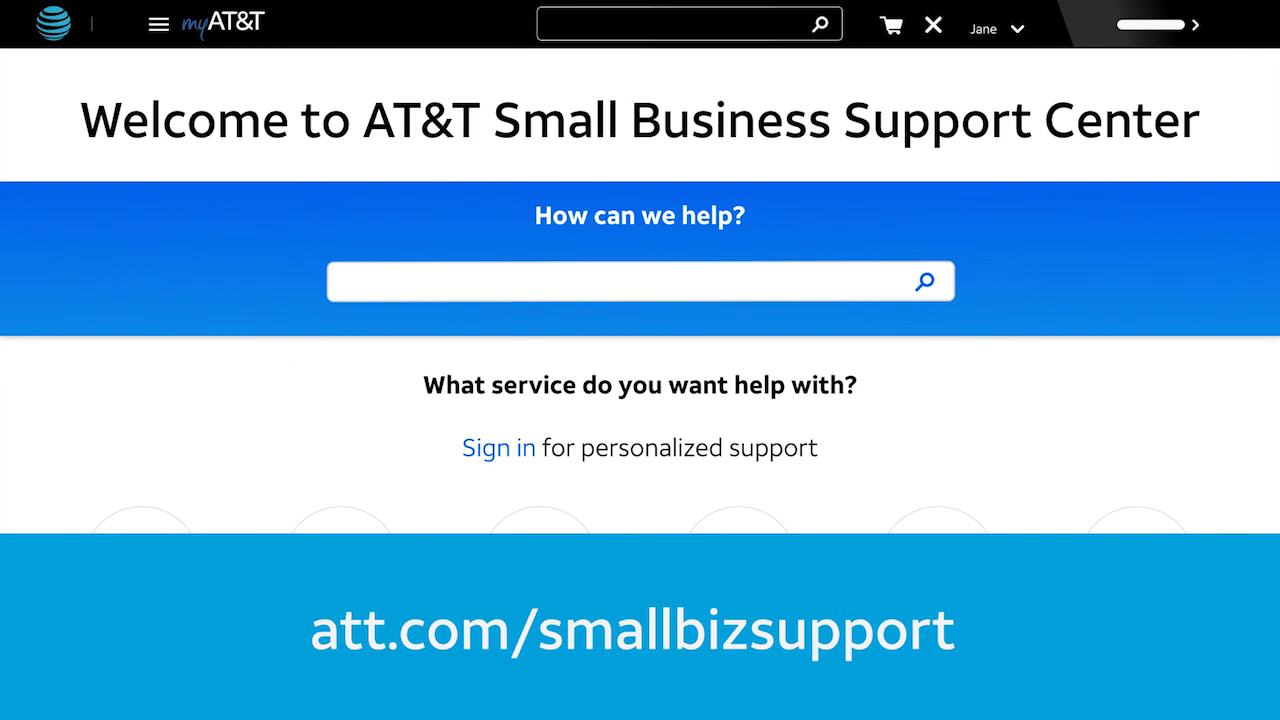 myAT&T
Jane
Welcome to AT&T Small Business Support Center
How can we help?
What service do you want help with?
Sign in for personalized support
att.com/smallbizsupport